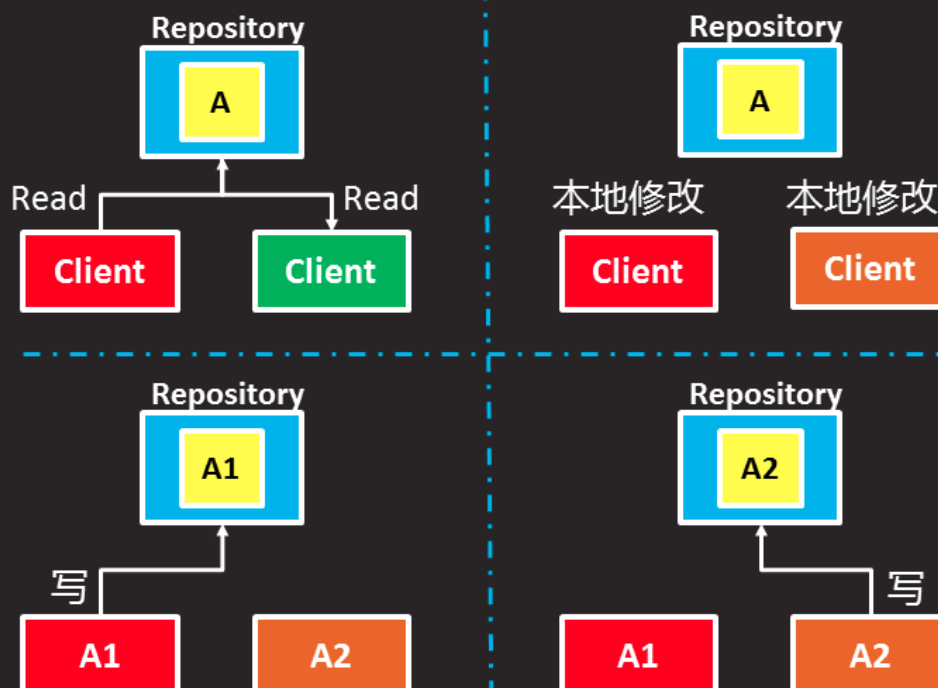 Repository
A
Read
Read
Client
Client
Repository
A
本地修改
本地修改
Client
Client
Repository
A1
写
A1
A2
Repository
A2
写
A1
A2